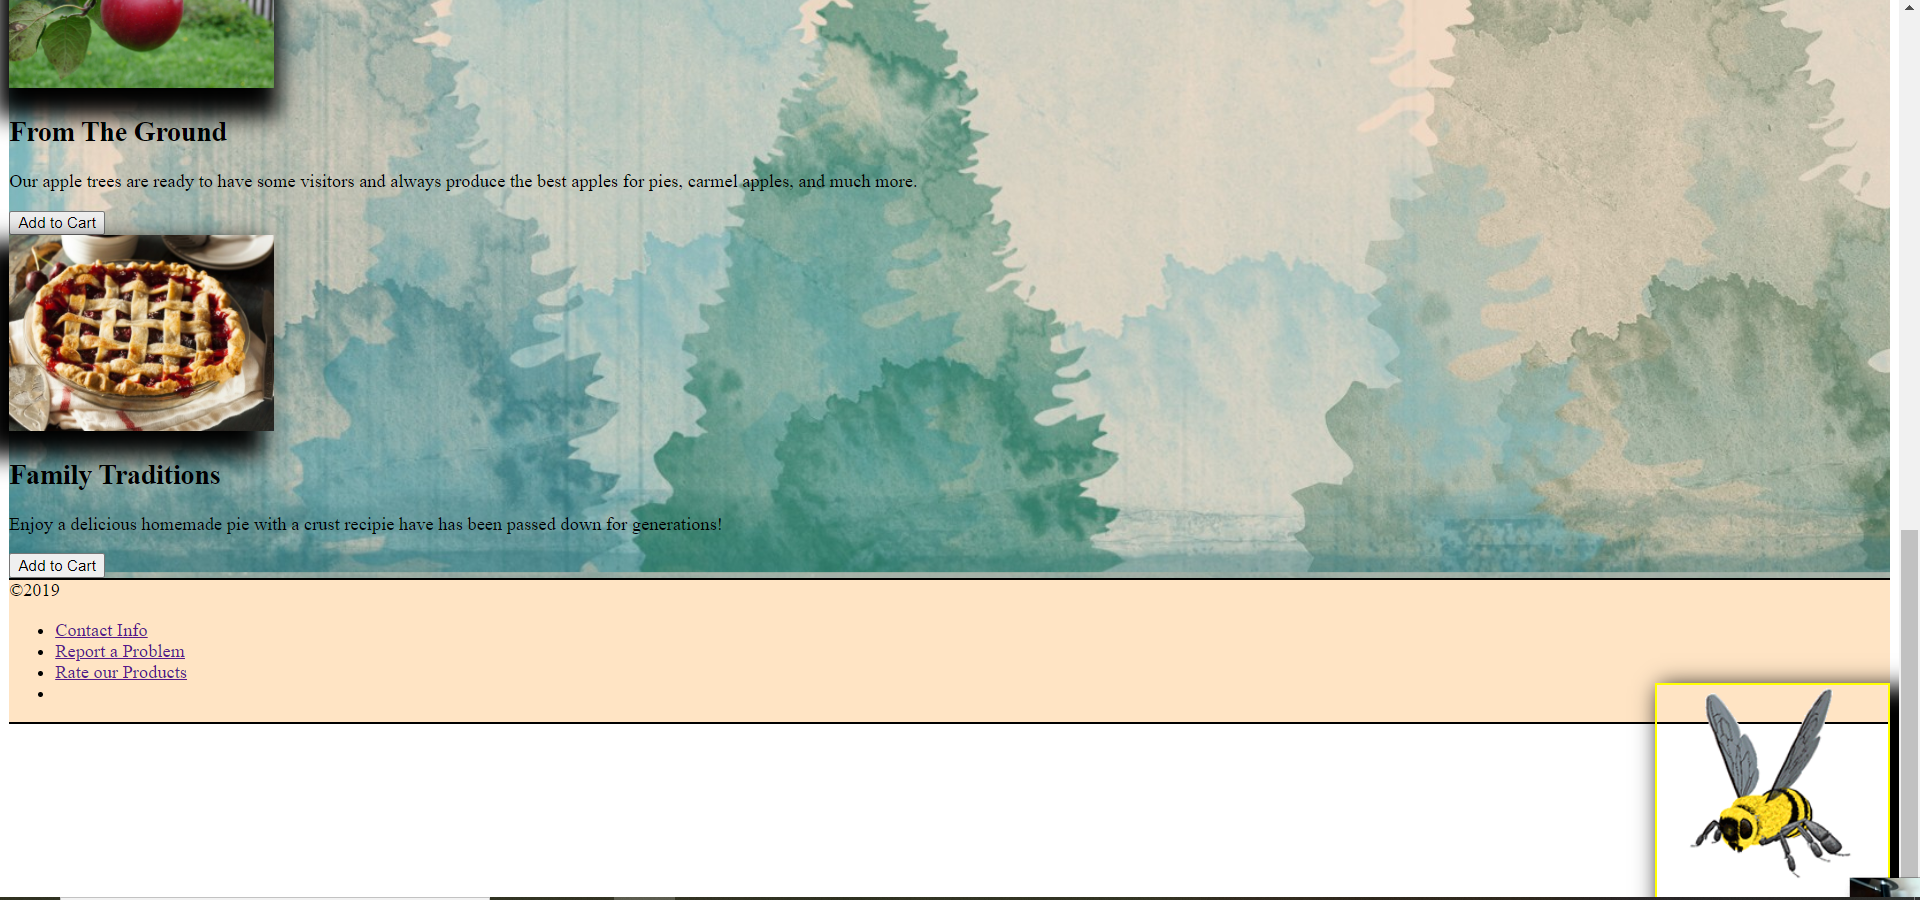 From The Ground
Our apple trees are ready to have some visitors and always produce the best apples for pies, carmel apples, and much more.
Add to Cart
Family Traditions
Enjoy a delicious homemade pie with a crust recipie have has been passed down for generations!
Add to Cart
©2019
Contact Info
Report a Problem
Rate our Products